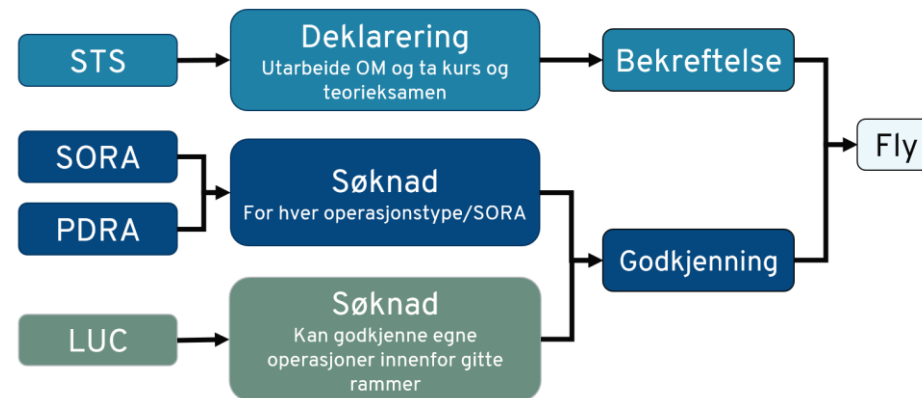 STS
Deklarering
Utarbeide OM og ta kurs og
teorieksamen
Bekreftelse
SORA
PDRA
Søknad
For hver operasjonstype/SORA
Fly
Godkjenning
LUC
Søknad
Kan godkjenne egne
operasjoner innenfor gitte
rammer